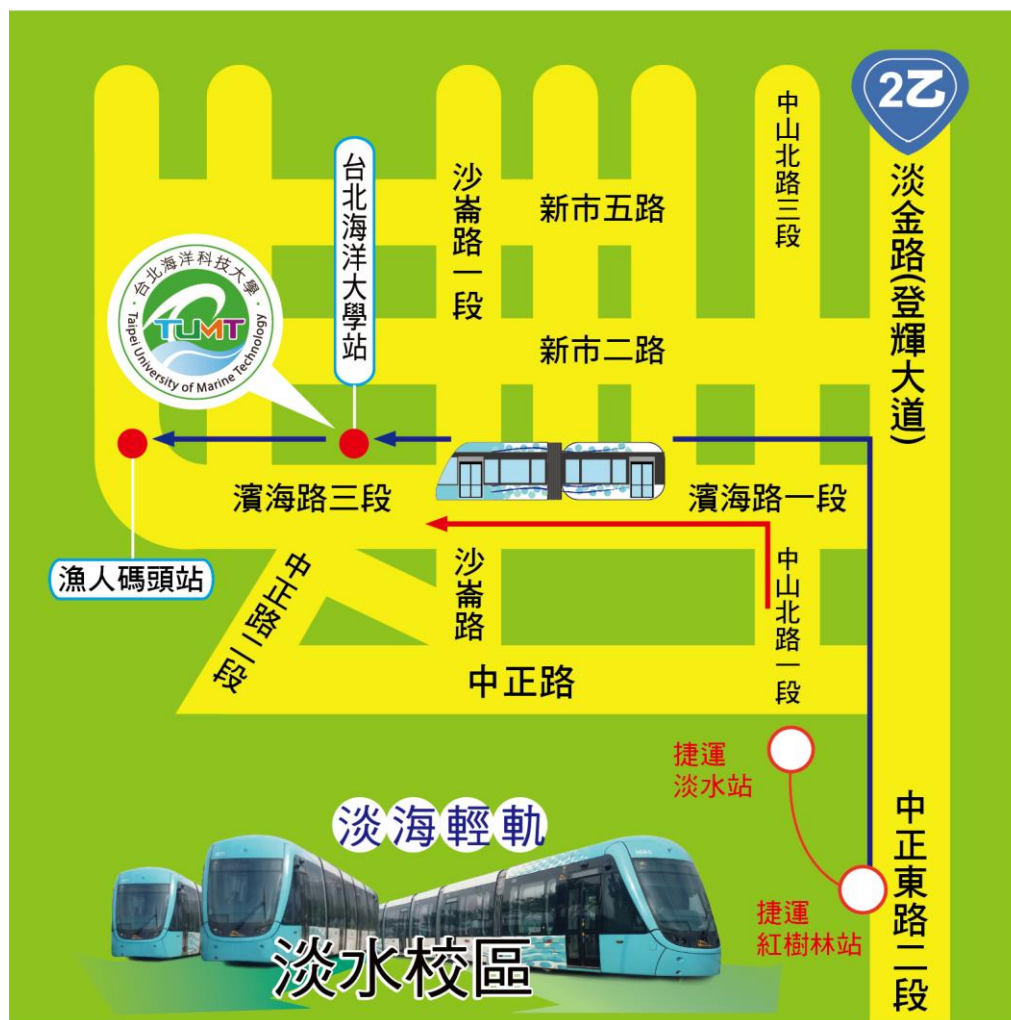 2乙
中山北路三段
淡金路(登輝大道)
台北海洋大學站
沙崙路一段
新市五路
台北海洋科技大學
TUMT
Taipei University of Marine Technology
新市二路
濱海路三段
濱海路一段
漁人碼頭站
中正路二段
沙崙路
中山北路一段
中正路
捷運
淡水站
淡海輕軌
中正東路二段
捷運
紅樹林站
淡水校區